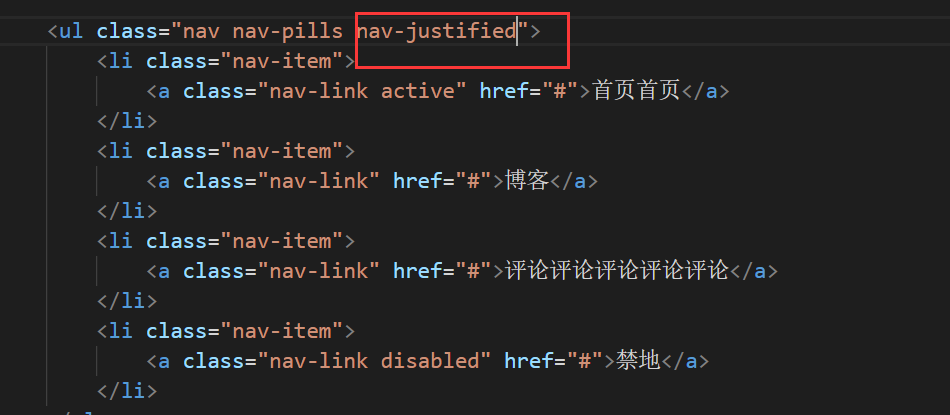 <ul class="nav nav-pills nav-justified">
<li class="nav-item">
<a class="nav-link active" href="#">首页首页</a>
</li>
<li class="nav-item">
<a class="nav-link" href="#">博客</a>
</li>
<li class="nav-item">
<a class="nav-link" href="#">评论评论评论评论评论</a>
</li>
<li class="nav-item">
<a class="nav-link disabled" href="#">禁地</a>
</li>